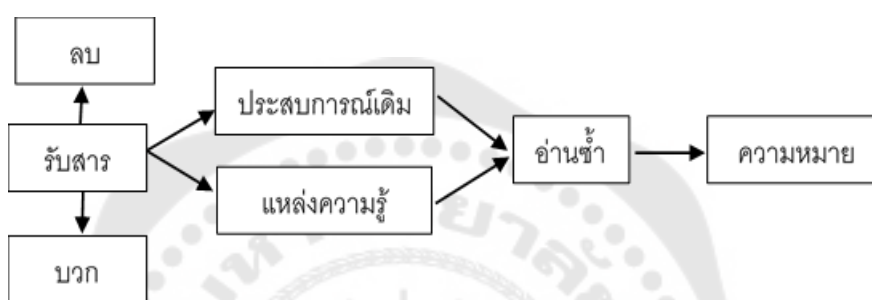 ลบ
ประสบการณ์เดิม
รับสาร
อ่านซ้ำ
ความหมาย
แหล่งความรู้
บวก